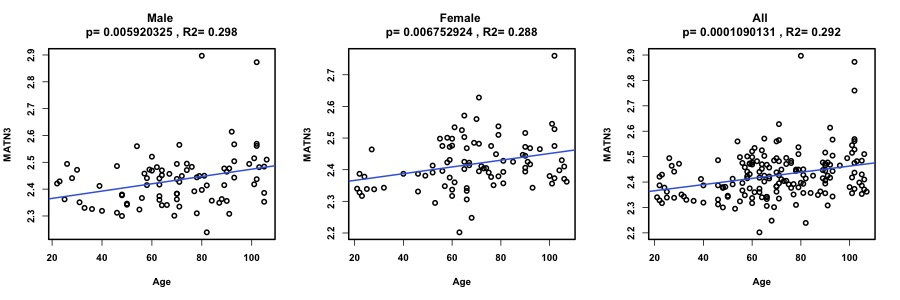 Male
p= 0.005920325 , R2= 0.298
MATN3
2.9
2.8
2.7
2.6
2.5
2.4
2.3
20 40 60 80 100
Age
Female
p= 0.006752924 , R2= 0.288
MATN3
2.7
2.6
2.5
2.4
2.3
2.2
20 40 60 80 100
Age
All
p= 0.0001090131 , R2= 0.292
MATN3
2.9
2.8
2.7
2.6
2.5
2.4
2.3
2.2
20 40 60 80 100
Age